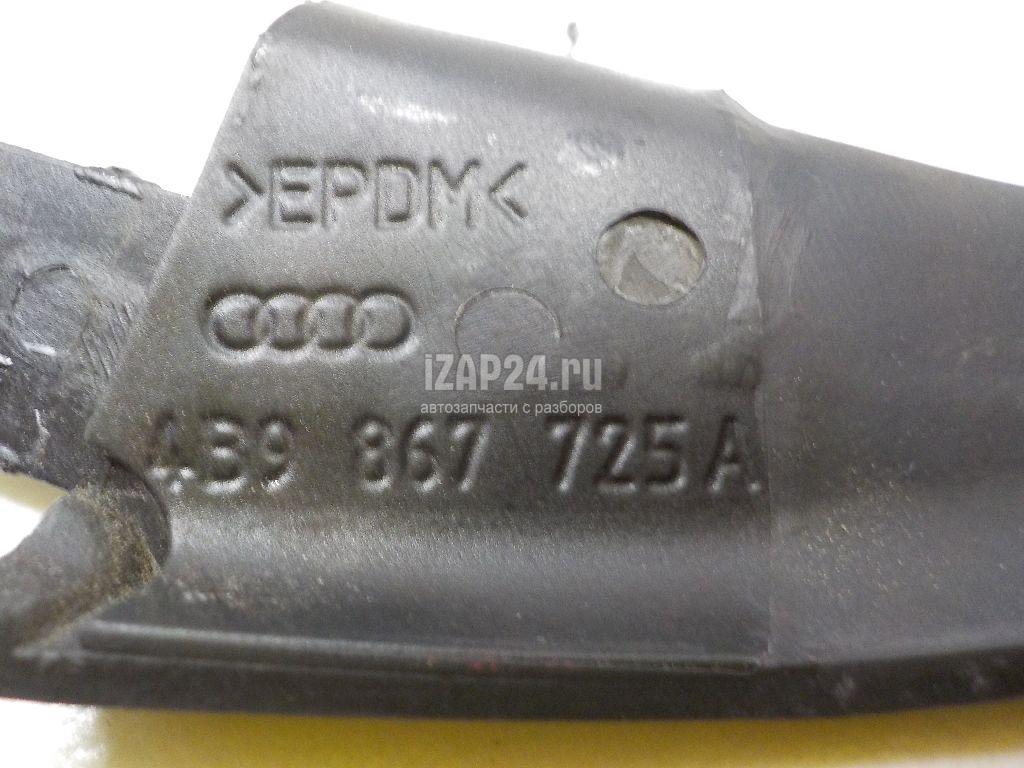 >EPDM<
iZAP24.ru
автозапчасти с разборов
4B9 867 725 A